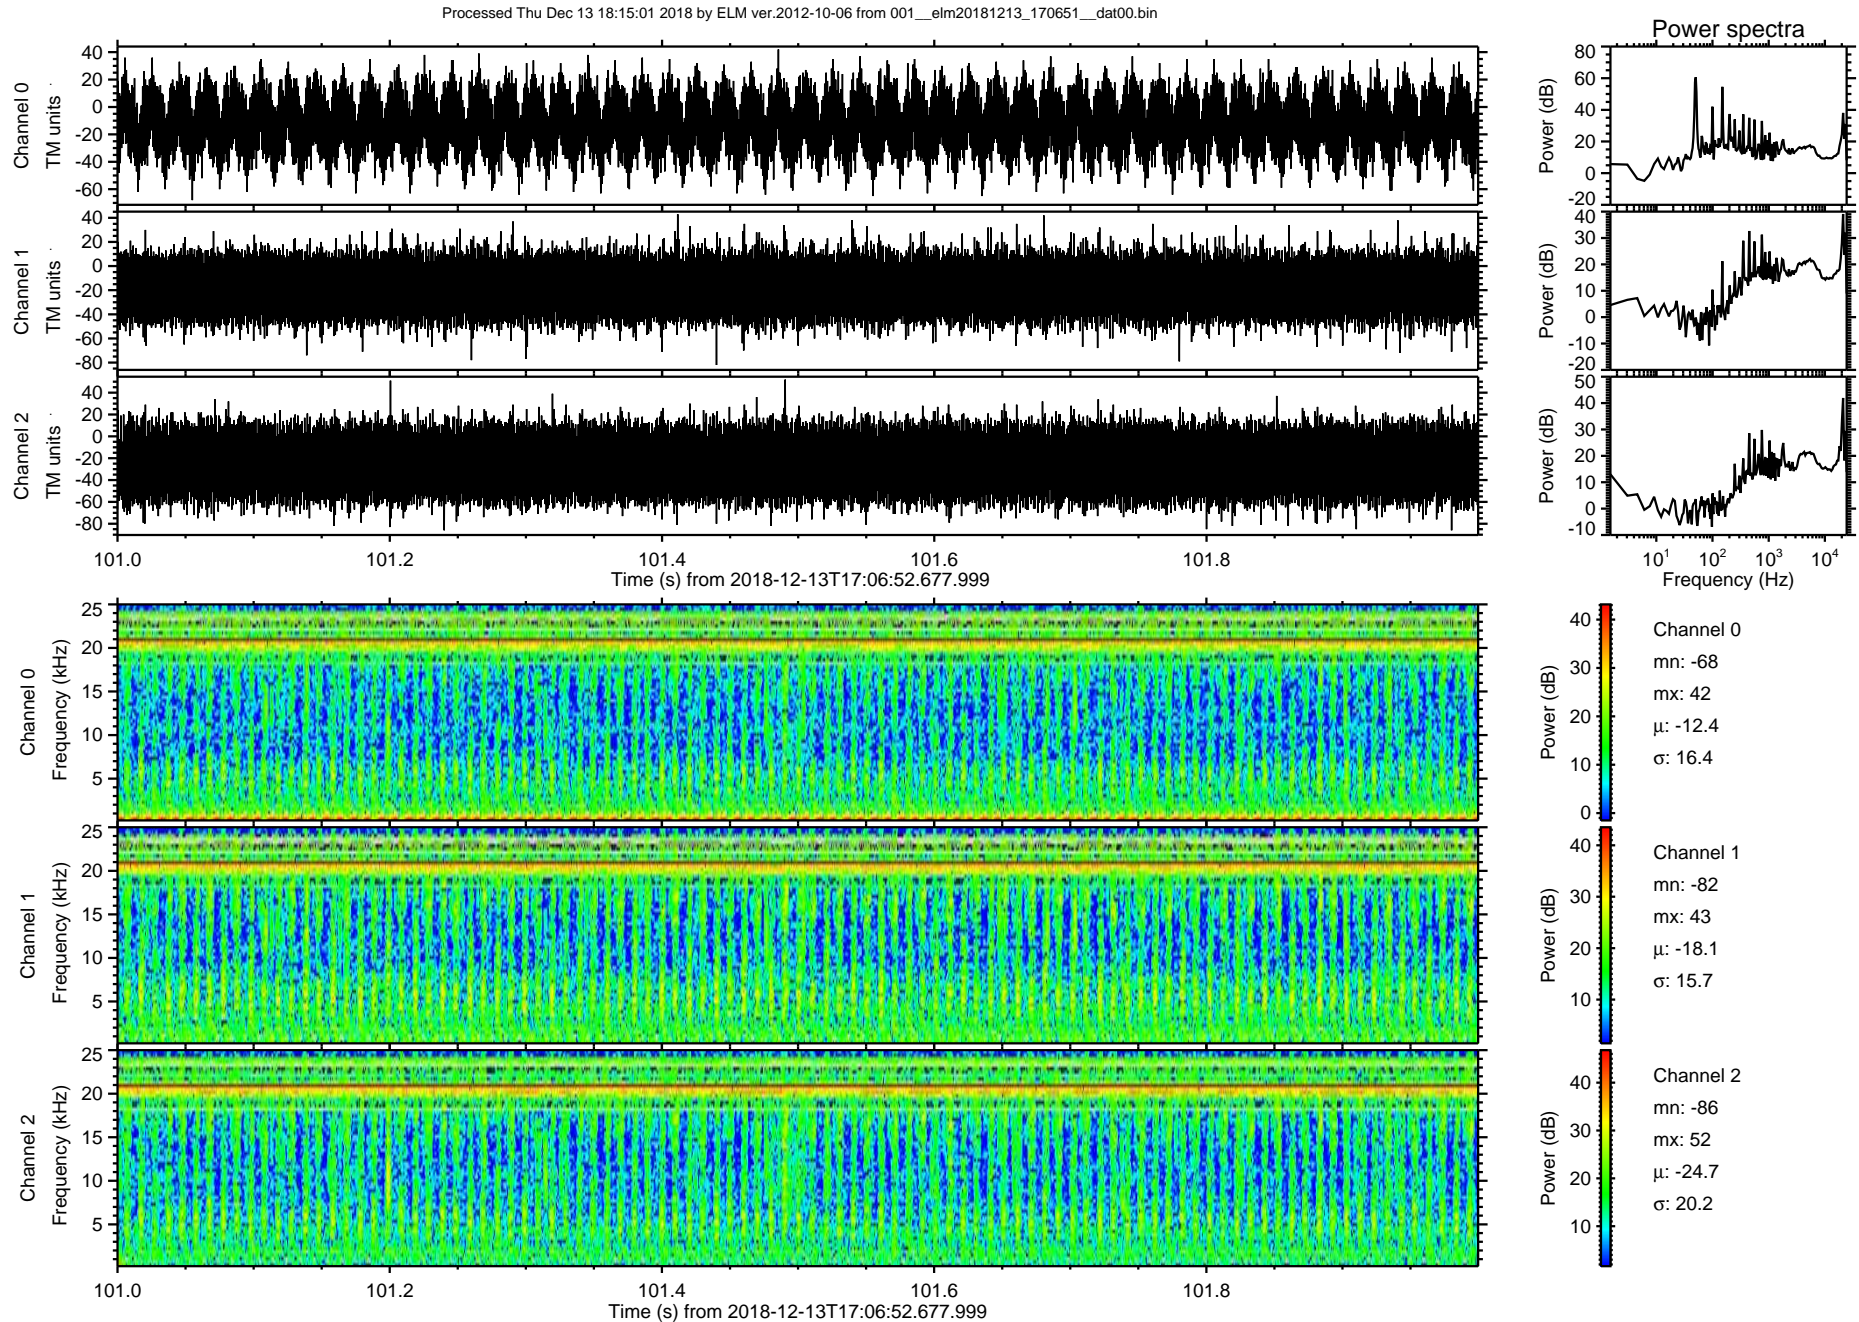 Processed Thu Dec 13 18:15:01 2018 by ELM ver.2012-10-06 from 001__elm20181213_170651__dat00.bin
Power spectra
Channel 0
TM units
40
20
0
-20
-40
-60
Power (dB)
80
60
40
20
0
-20
Channel 1
TM units
40
20
0
-20
-40
-60
-80
Power (dB)
40
30
20
10
0
-10
-20
Channel 2
TM units
40
20
0
-20
-40
-60
-80
Power (dB)
50
40
30
20
10
0
-10
101.0 101.2 101.4 101.6 101.8
Time (s) from 2018-12-13T17:06:52.677.999
10¹ 10² 10³ 10⁴
Frequency (Hz)
Channel 0
Frequency (kHz)
25
20
15
10
5
Power (dB)
40
30
20
10
0
Channel 0
mn: -68
mx: 42
μ: -12.4
σ: 16.4
Channel 1
Frequency (kHz)
25
20
15
10
5
Power (dB)
40
30
20
10
Channel 1
mn: -82
mx: 43
μ: -18.1
σ: 15.7
Channel 2
Frequency (kHz)
25
20
15
10
5
Power (dB)
40
30
20
10
Channel 2
mn: -86
mx: 52
μ: -24.7
σ: 20.2
101.0 101.2 101.4 101.6 101.8
Time (s) from 2018-12-13T17:06:52.677.999